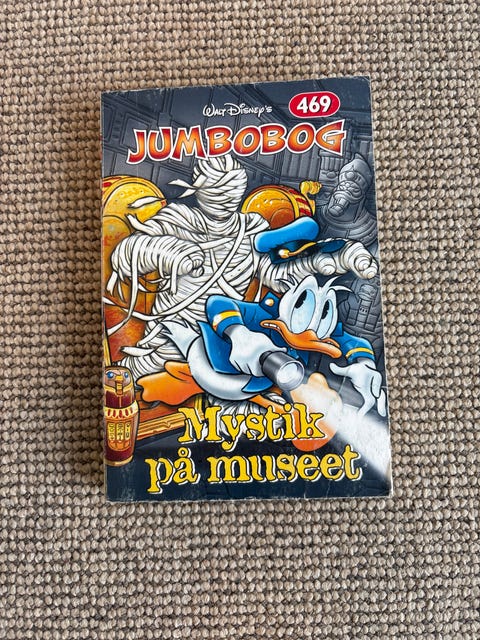 Walt Disney's
469
JUMBOBOG
Mystik
på museet